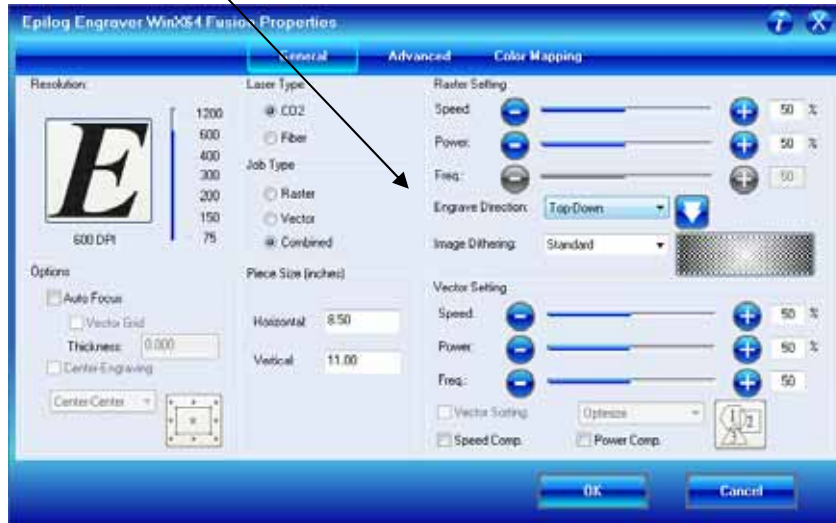 Epilog Engraver WinX64 Fusion Properties
i X
General Advanced Color Mapping
Resolution:
E
1200
600
400
300
200
150
75
600 DPI
Options
Auto Focus
Vector Grid
Thickness: 0.000
Center-Engraving
Center-Center
Laser Type
CO2
Fiber
Job Type
Raster
Vector
Combined
Piece Size (inches)
Horizontal 8.50
Vertical 11.00
Raster Setting
Speed: - + 50 %
Power: - + 50 %
Freq.: - + 50
Engrave Direction: Top-Down
Image Dithering: Standard
Vector Setting
Speed: - + 50 %
Power: - + 50 %
Freq.: - + 50
Vector Sorting Optimize
1 2 3
Speed Comp. Power Comp.
OK Cancel